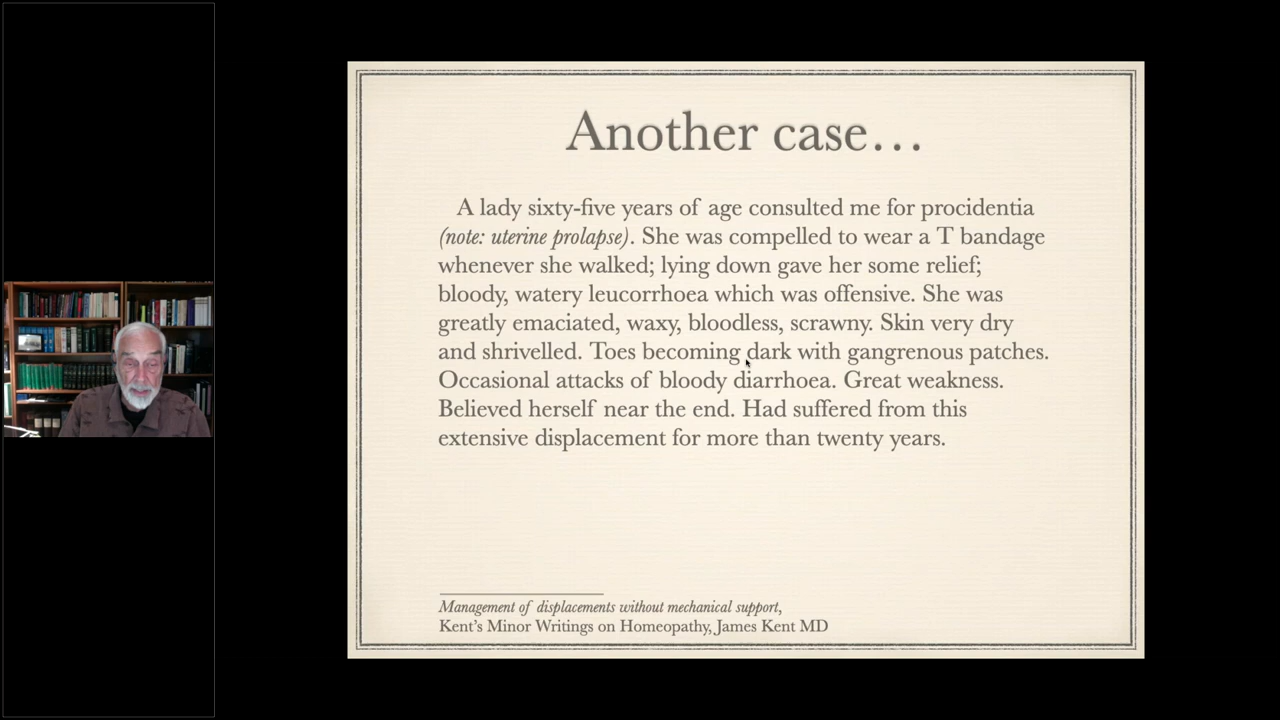 Another case…
A lady sixty-five years of age consulted me for procidentia
(note: uterine prolapse). She was compelled to wear a T bandage
whenever she walked; lying down gave her some relief;
bloody, watery leucorrhoea which was offensive. She was
greatly emaciated, waxy, bloodless, scrawny. Skin very dry
and shrivelled. Toes becoming dark with gangrenous patches.
Occasional attacks of bloody diarrhoea. Great weakness.
Believed herself near the end. Had suffered from this
extensive displacement for more than twenty years.
Management of displacements without mechanical support,
Kent’s Minor Writings on Homeopathy, James Kent MD